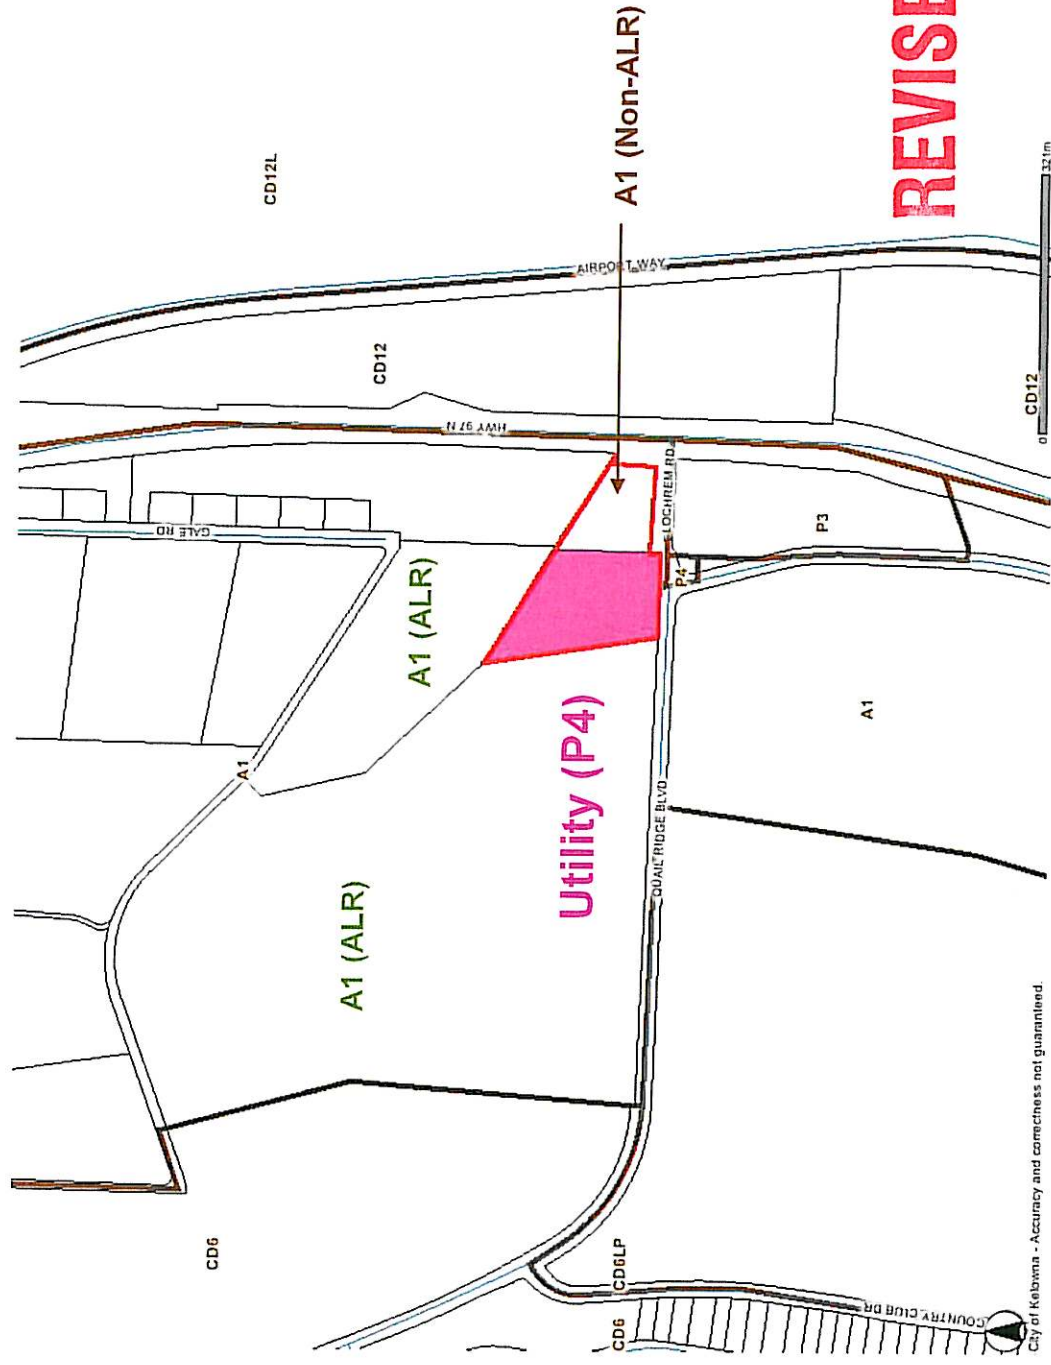 CD12L
A1 (Non-ALR)
REVISE
AIRPORT WAY
CD12
HWY 97 N
CD12
0
321m
LOCHREM RD
GALE RD
P3
P4
A1 (ALR)
A1
Utility (P4)
A1
QUAIL RIDGE BLVD
A1 (ALR)
CD6
CD6LP
CD6
COUNTRY CLUB DR
City of Kelowna - Accuracy and correctness not guaranteed.